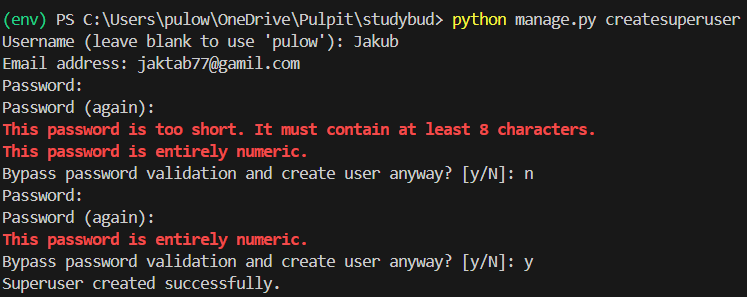 (env) PS C:\Users\pulow\OneDrive\Pulpit\studybud> python manage.py createsuperuser
Username (leave blank to use 'pulow'): Jakub
Email address: jaktab77@gamil.com
Password:
Password (again):
This password is too short. It must contain at least 8 characters.
This password is entirely numeric.
Bypass password validation and create user anyway? [y/N]: n
Password:
Password (again):
This password is entirely numeric.
Bypass password validation and create user anyway? [y/N]: y
Superuser created successfully.